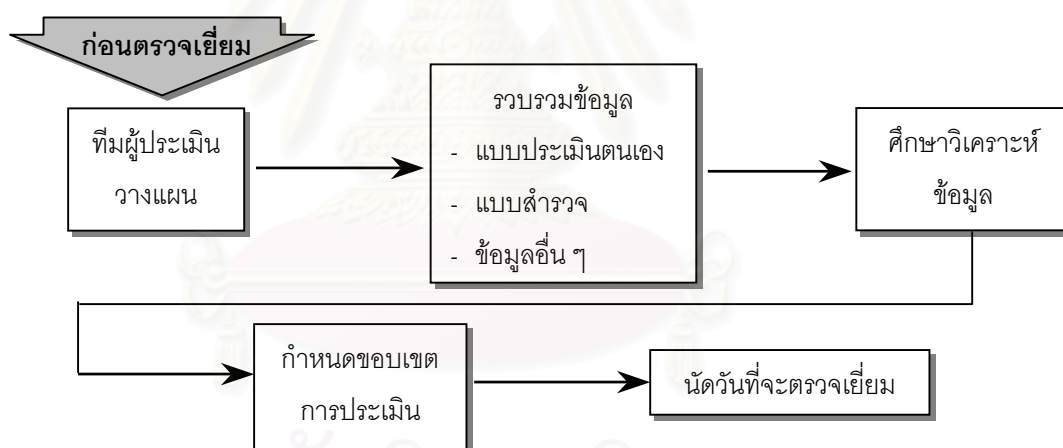 ก่อนตรวจเยี่ยม
ทีมผู้ประเมิน
วางแผน
รวบรวมข้อมูล
- แบบประเมินตนเอง
- แบบสำรวจ
- ข้อมูลอื่น ๆ
ศึกษาวิเคราะห์
ข้อมูล
กำหนดขอบเขต
การประเมิน
นัดวันที่จะตรวจเยี่ยม